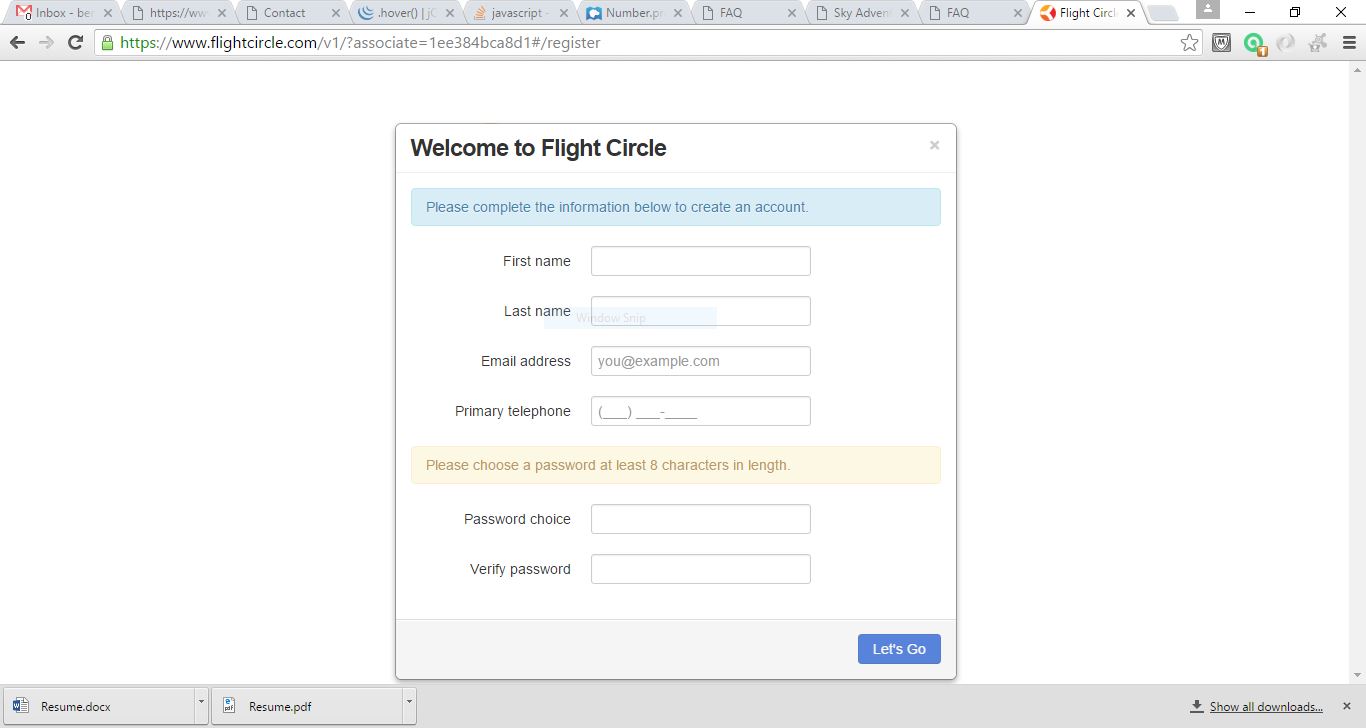 Inbox - be
https://ww
Contact
.hover() | jQ
javascript -
Number.pr
FAQ
Sky Adven
FAQ
Flight Circl
https://www.flightcircle.com/v1/?associate=1ee384bca8d1#/register
Welcome to Flight Circle
×
Please complete the information below to create an account.
First name
Last name
Window Snip
Email address you@example.com
Primary telephone (___) ___-____
Please choose a password at least 8 characters in length.
Password choice
Verify password
Let's Go
Resume.docx
Resume.pdf
Show all downloads...